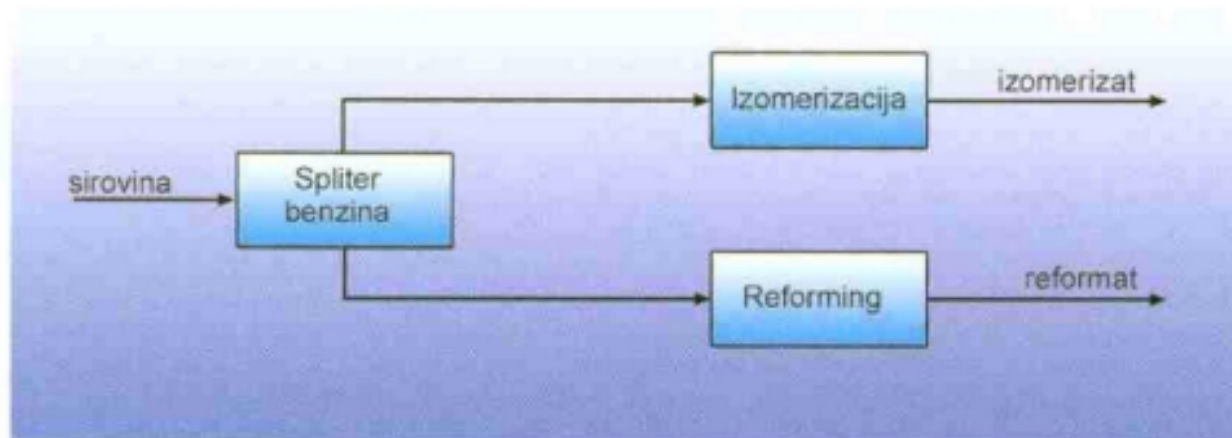 Izomerizacija
izomerizat
sirovina
Spliter
benzina
Reforming
reformat